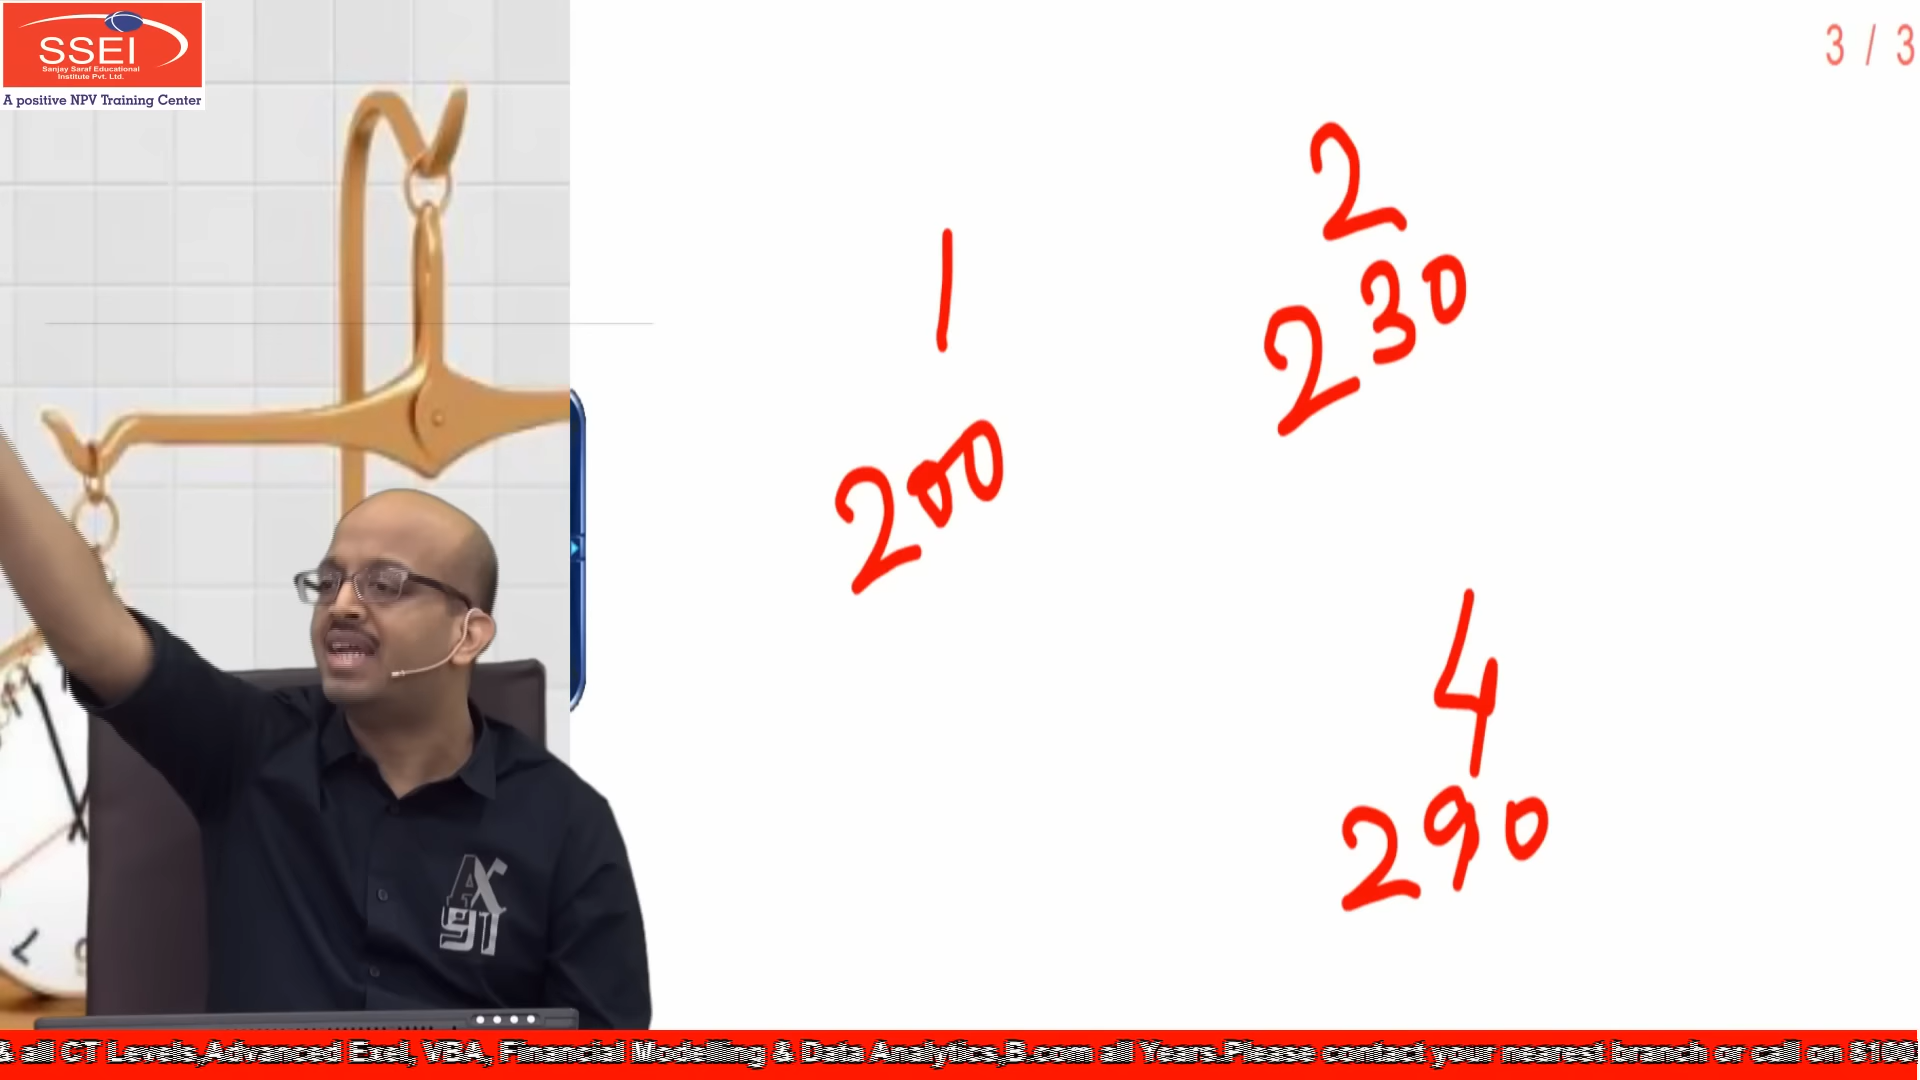 SSEI
Sanjay Saraf Educational
Institute Pvt. Ltd.
A positive NPV Training Center
3 / 3
1
200
2
230
4
290
& all CT Levels,Advanced Exel, VBA, Financial Modelling & Data Analytics,B.com all Years.Please contact your nearest branch or call on